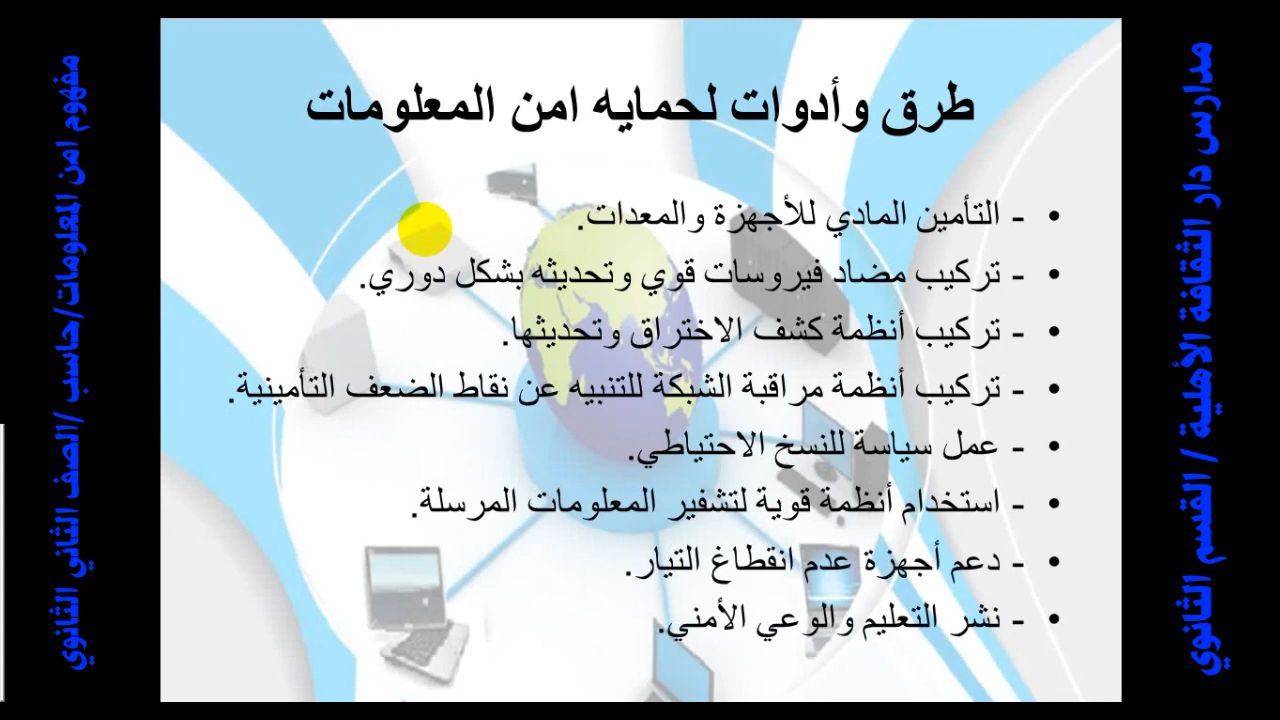 طرق وأدوات لحمايه امن المعلومات
• - التأمين المادي للأجهزة والمعدات.
• - تركيب مضاد فيروسات قوي وتحديثه بشكل دوري.
• - تركيب أنظمة كشف الاختراق وتحديثها.
• - تركيب أنظمة مراقبة الشبكة للتنبيه عن نقاط الضعف التأمينية.
• - عمل سياسة للنسخ الاحتياطي.
• - استخدام أنظمة قوية لتشفير المعلومات المرسلة.
• - دعم أجهزة عدم انقطاغ التيار.
• - نشر التعليم والوعي الأمني.
مدارس دار الثقافة الأهلية / القسم الثانوي
مفهوم امن المعلومات/حاسب /الصف الثاني الثانوي